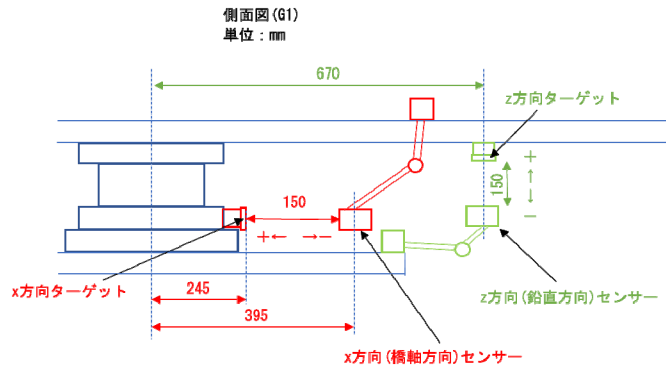 側面図(G1)
単位：mm
670
z方向ターゲット
150
150
+← →-
+
↑
↓
-
x方向ターゲット
245
z方向(鉛直方向)センサー
395
x方向(橋軸方向)センサー